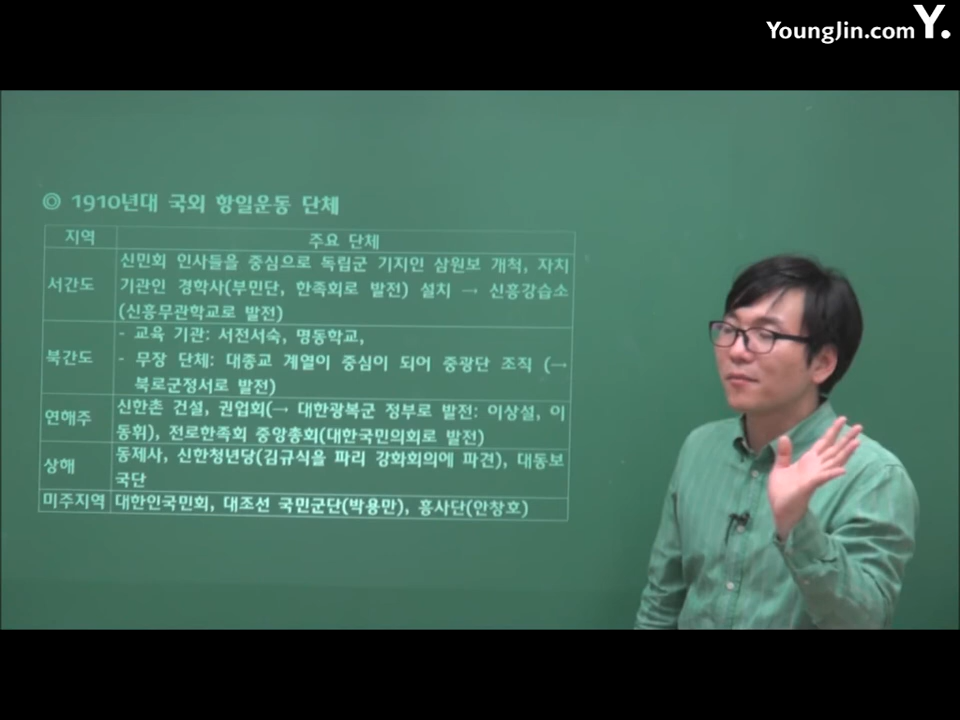 YoungJin.com Y.
◎ 1910년대 국외 항일운동 단체
지역 주요 단체
서간도 신민회 인사들을 중심으로 독립군 기지인 삼원보 개척, 자치
기관인 경학사(부민단, 한족회로 발전) 설치 → 신흥강습소
(신흥무관학교로 발전)
북간도 - 교육 기관: 서전서숙, 명동학교,
- 무장 단체: 대종교 계열이 중심이 되어 중광단 조직 (→
북로군정서로 발전)
연해주 신한촌 건설, 권업회(→ 대한광복군 정부로 발전: 이상설, 이
동휘), 전로한족회 중앙총회(대한국민의회로 발전)
상해 동제사, 신한청년당(김규식을 파리 강화회의에 파견), 대동보
국단
미주지역 대한인국민회, 대조선 국민군단(박용만), 흥사단(안창호)